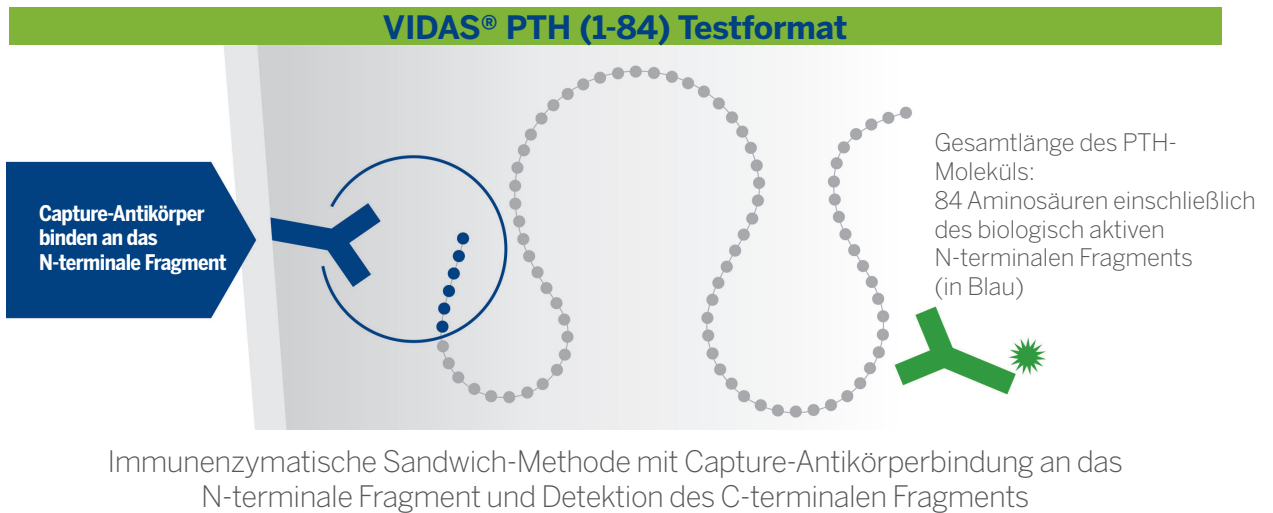 VIDAS® PTH (1-84) Testformat
Capture-Antikörper
binden an das
N-terminale Fragment
Gesamtlänge des PTH-
Moleküls:
84 Aminosäuren einschließlich
des biologisch aktiven
N-terminalen Fragments
(in Blau)
Immunenzymatische Sandwich-Methode mit Capture-Antikörperbindung an das
N-terminale Fragment und Detektion des C-terminalen Fragments